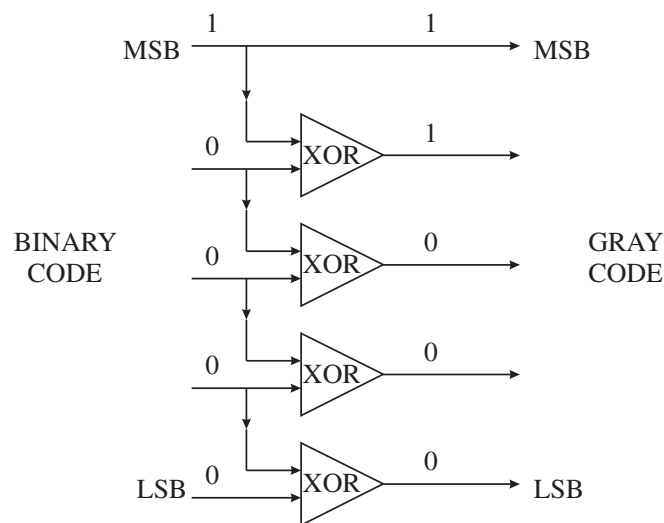 1 1
MSB MSB
0 XOR 1
BINARY
CODE
0 XOR 0
GRAY
CODE
0 XOR 0
0 XOR 0
LSB LSB